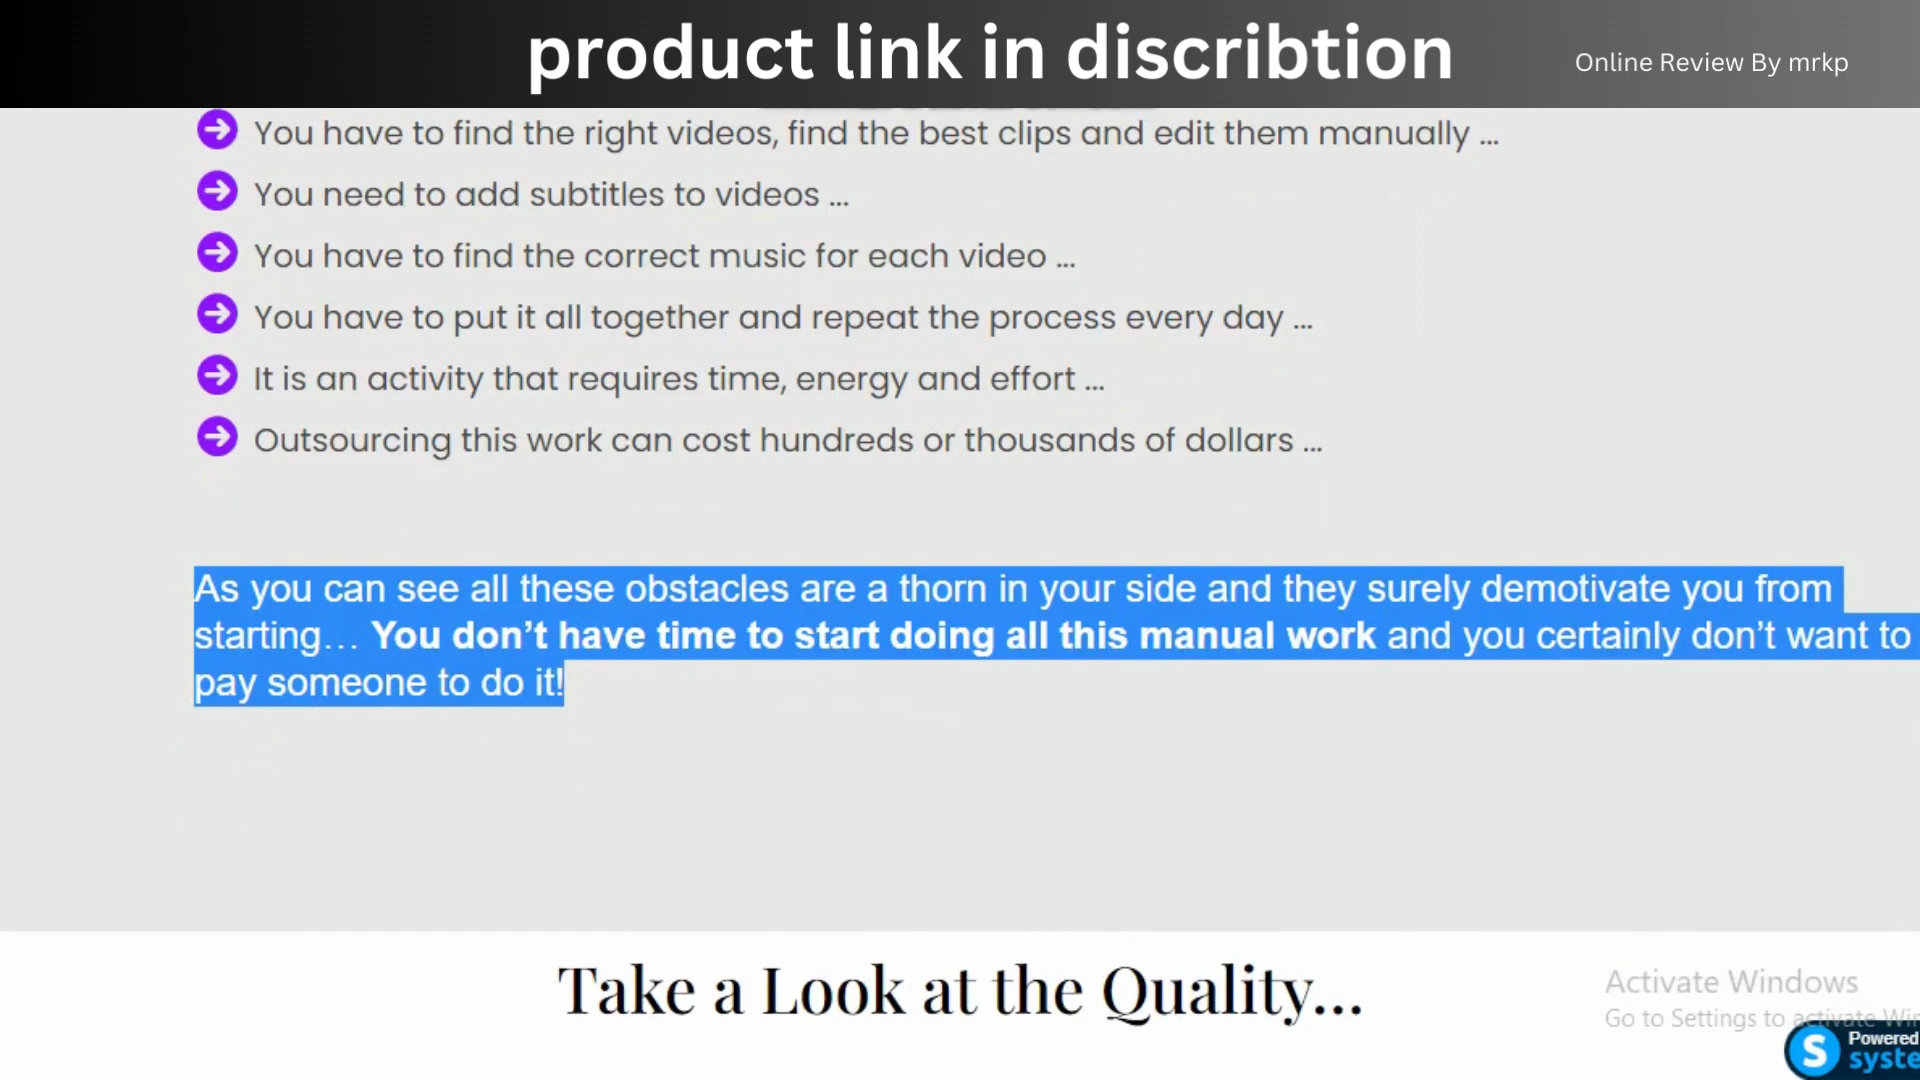 product link in discribtion
Online Review By mrkp
You have to find the right videos, find the best clips and edit them manually ...
You need to add subtitles to videos ...
You have to find the correct music for each video ...
You have to put it all together and repeat the process every day ...
It is an activity that requires time, energy and effort ...
Outsourcing this work can cost hundreds or thousands of dollars ...
As you can see all these obstacles are a thorn in your side and they surely demotivate you from
starting… You don’t have time to start doing all this manual work and you certainly don’t want to
pay someone to do it!
Take a Look at the Quality...
Activate Windows
Go to Settings to activate Win
Powered
syste